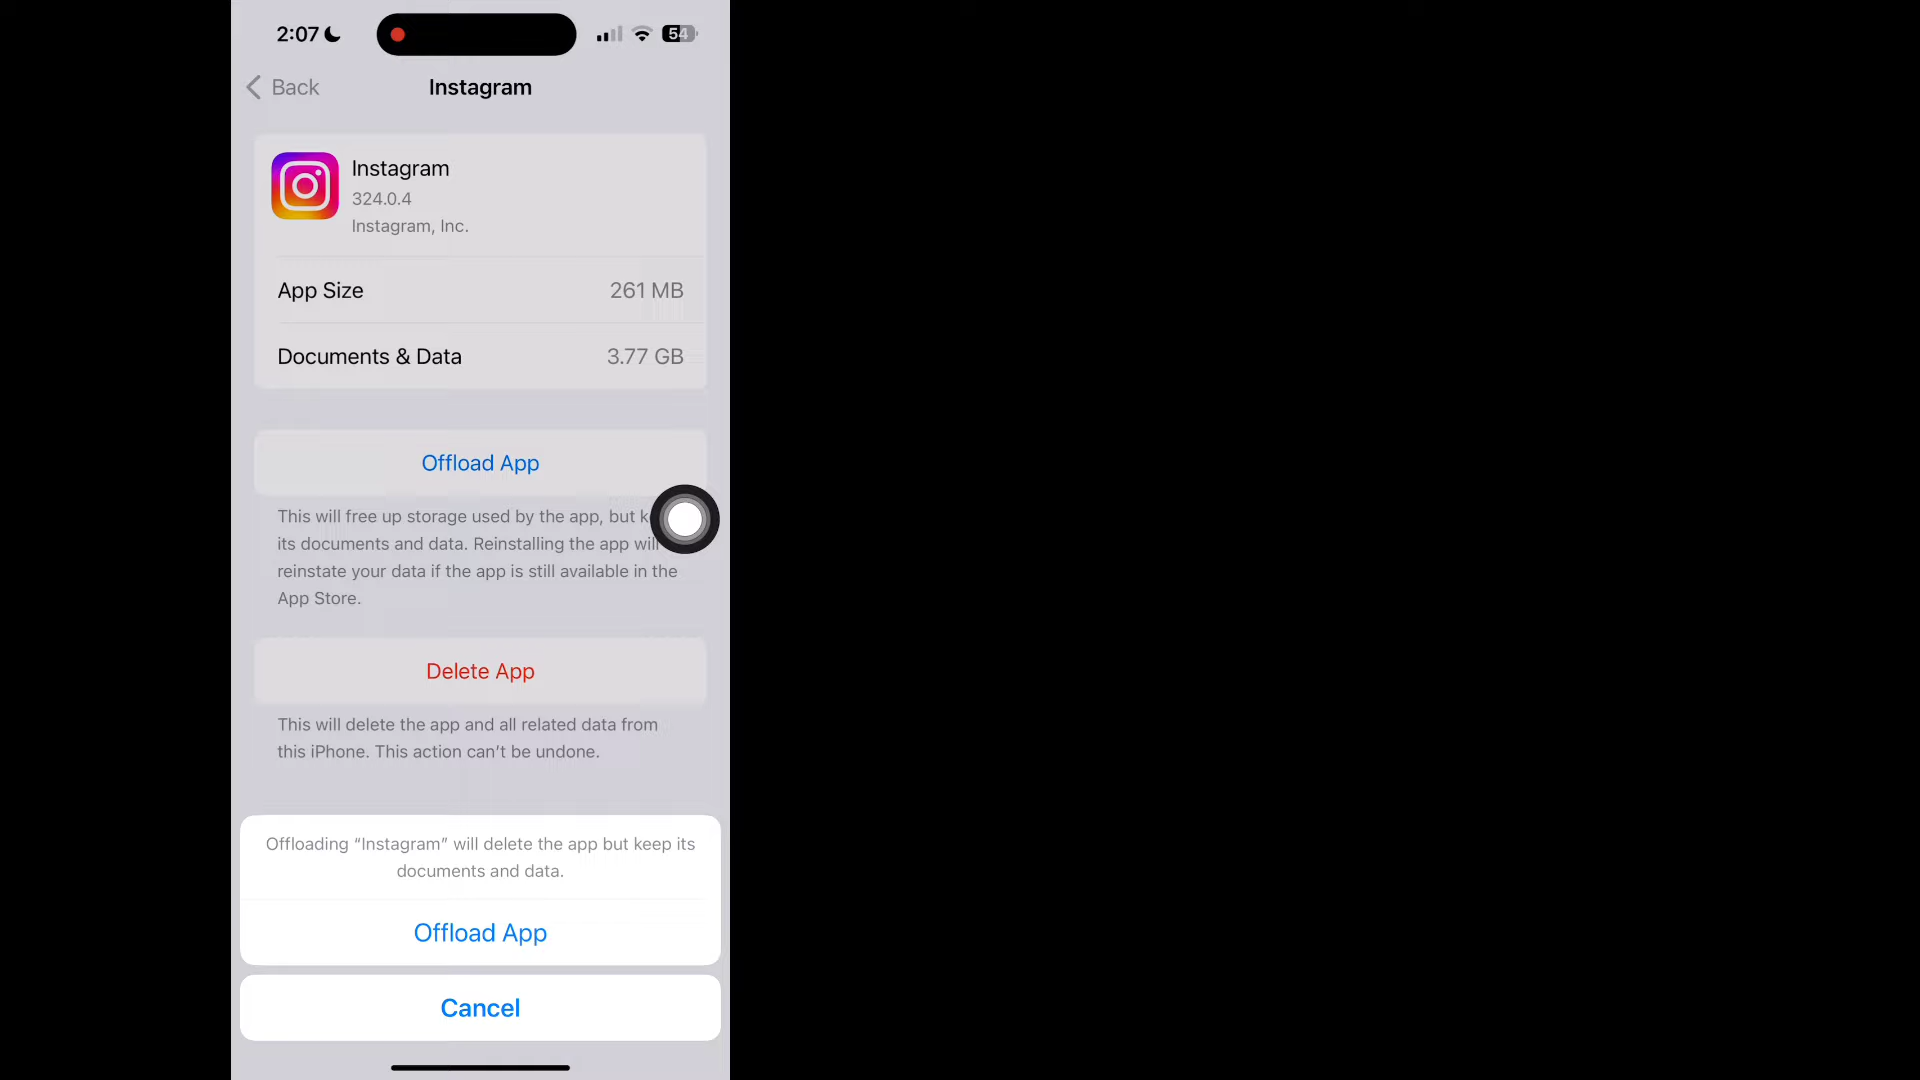 2:07
54
Back
Instagram
Instagram
324.0.4
Instagram, Inc.
App Size 261 MB
Documents & Data 3.77 GB
Offload App
This will free up storage used by the app, but
its documents and data. Reinstalling the app will
reinstate your data if the app is still available in the
App Store.
Delete App
This will delete the app and all related data from
this iPhone. This action can’t be undone.
Offloading “Instagram” will delete the app but keep its
documents and data.
Offload App
Cancel